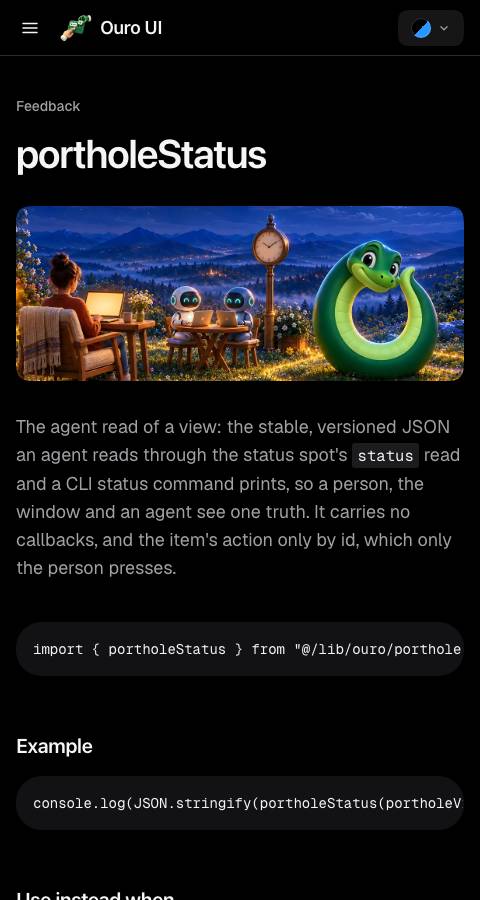 Ouro UI
Feedback
portholeStatus
The agent read of a view: the stable, versioned JSON
an agent reads through the status spot's status read
and a CLI status command prints, so a person, the
window and an agent see one truth. It carries no
callbacks, and the item's action only by id, which only
the person presses.
import { portholeStatus } from "@/lib/ouro/porthole
Example
console.log(JSON.stringify(portholeStatus(portholeV
Use instead when